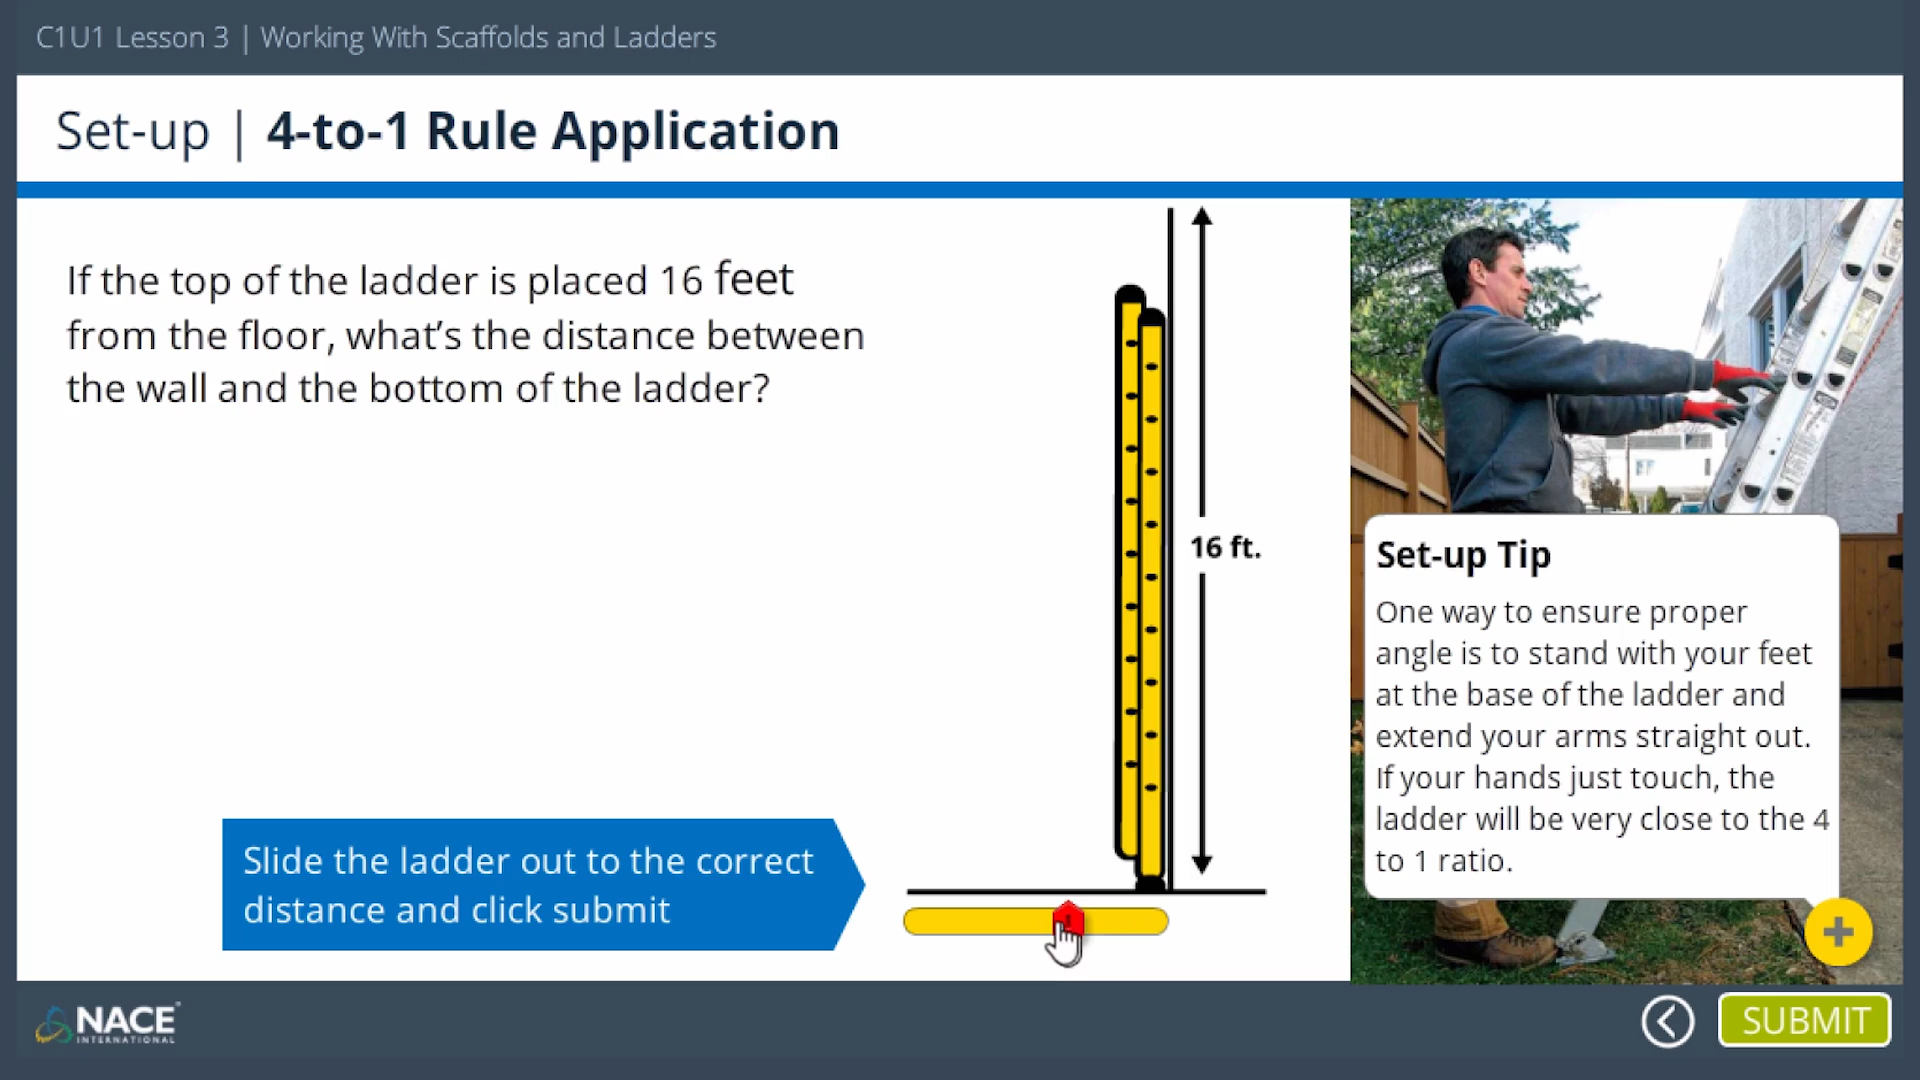 C1U1 Lesson 3 | Working With Scaffolds and Ladders
Set-up | 4-to-1 Rule Application
If the top of the ladder is placed 16 feet
from the floor, what's the distance between
the wall and the bottom of the ladder?
16 ft.
Slide the ladder out to the correct
distance and click submit
Set-up Tip
One way to ensure proper
angle is to stand with your feet
at the base of the ladder and
extend your arms straight out.
If your hands just touch, the
ladder will be very close to the 4
to 1 ratio.
NACE
INTERNATIONAL
SUBMIT